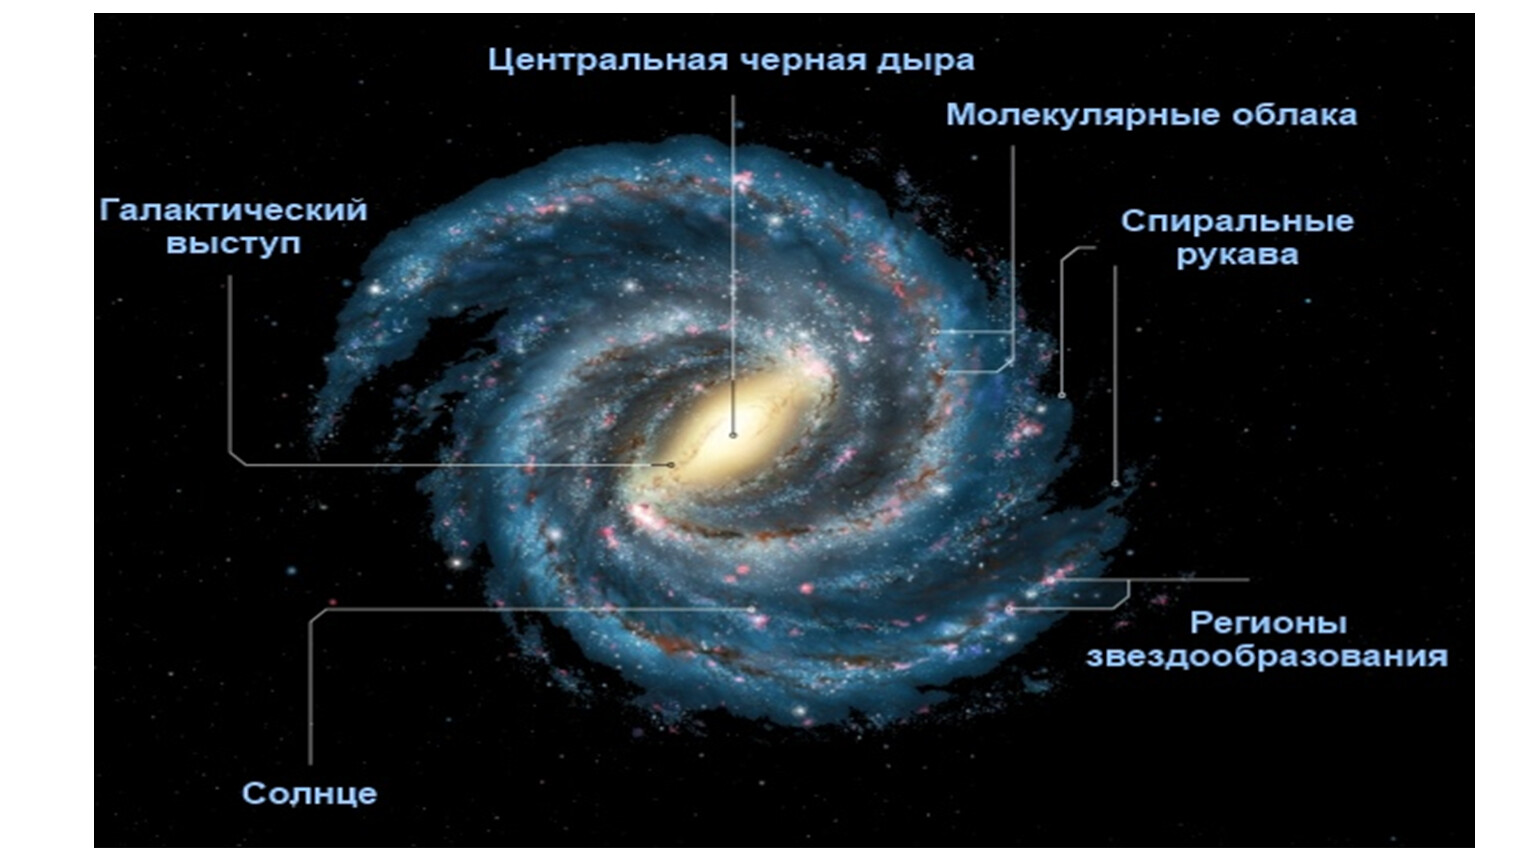 Центральная черная дыра
Молекулярные облака
Галактический
выступ
Спиральные
рукава
Регионы
звездообразования
Солнце